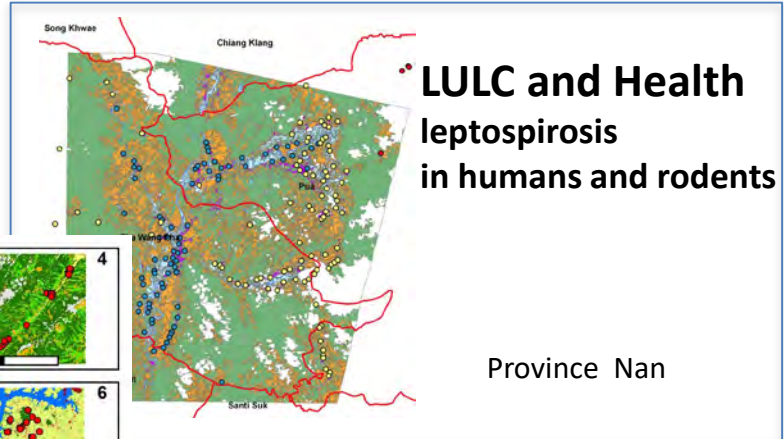 Song Khwae
Chiang Klang
LULC and Health
leptospirosis
in humans and rodents
Pua
Wang
4
6
Province Nan
Santi Suk